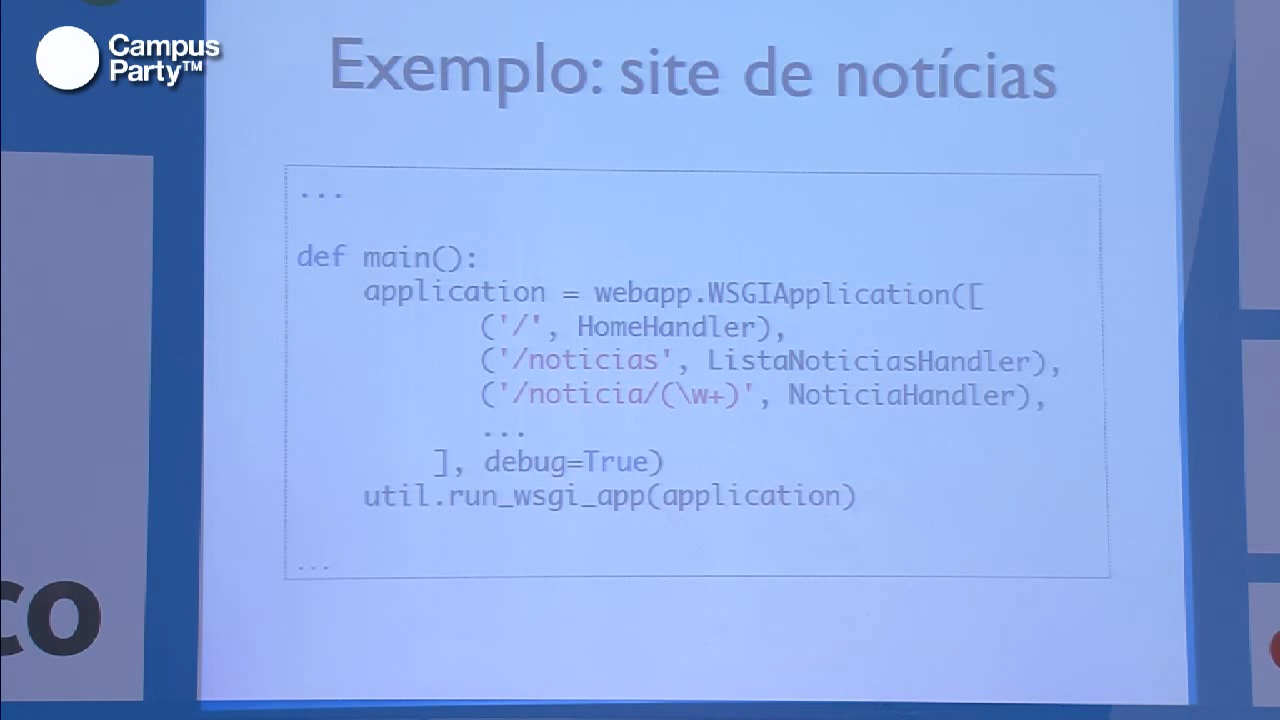 Campus
Party™
Exemplo: site de notícias
...
def main():
    application = webapp.WSGIApplication([
            ('/', HomeHandler),
            ('/noticias', ListaNoticiasHandler),
            ('/noticia/(\w+)', NoticiaHandler),
            ...
        ], debug=True)
    util.run_wsgi_app(application)
...
co